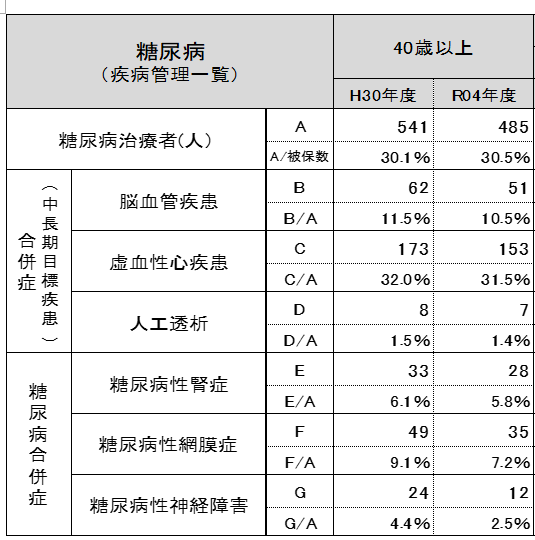 糖尿病
(疾病管理一覧)
40歳以上
H30年度
R04年度
糖尿病治療者(人)
A
541
485
A/被保数
30.1%
30.5%
(中長期目標疾患)
合併症
脳血管疾患
B
62
51
B/A
11.5%
10.5%
虚血性心疾患
C
173
153
C/A
32.0%
31.5%
人工透析
D
8
7
D/A
1.5%
1.4%
糖尿病合併症
糖尿病性腎症
E
33
28
E/A
6.1%
5.8%
糖尿病性網膜症
F
49
35
F/A
9.1%
7.2%
糖尿病性神経障害
G
24
12
G/A
4.4%
2.5%